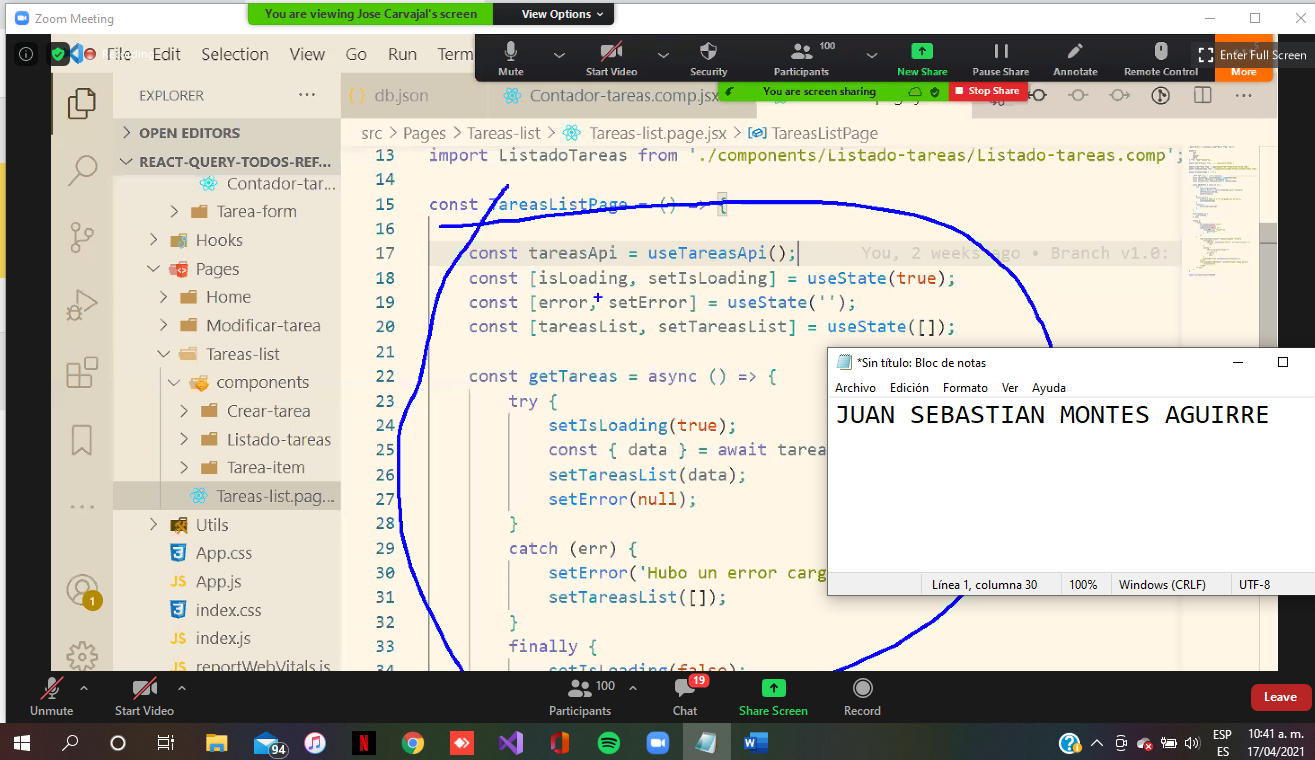 Zoom Meeting
You are viewing Jose Carvajal's screen
View Options
File Edit Selection View Go Run Term
Mute
Start Video
Security
Participants 100
New Share
Pause Share
Annotate
Remote Control
More
Enter Full Screen
You are screen sharing
Stop Share
EXPLORER
OPEN EDITORS
REACT-QUERY-TODOS-REF...
Contador-tar...
Tarea-form
Hooks
Pages
Home
Modificar-tarea
Tareas-list
components
Crear-tarea
Listado-tareas
Tarea-item
Tareas-list.pag...
Utils
App.css
JS App.js
index.css
JS index.js
JS reportWebVitals.js
1
db.json
Contador-tareas.comp.jsx
src > Pages > Tareas-list > Tareas-list.page.jsx > TareasListPage
13 import ListadoTareas from './components/Listado-tareas/Listado-tareas.comp';
14
15 const TareasListPage = () => {
16
17 const tareasApi = useTareasApi(); You, 2 weeks ago • Branch v1.0:
18 const [isLoading, setIsLoading] = useState(true);
19 const [error, setError] = useState('');
20 const [tareasList, setTareasList] = useState([]);
21
22 const getTareas = async () => {
23 try {
24 setIsLoading(true);
25 const { data } = await tarea
26 setTareasList(data);
27 setError(null);
28 }
29 catch (err) {
30 setError('Hubo un error carg
31 setTareasList([]);
32 }
33 finally {
34 setIsLoading(false);
*Sin título: Bloc de notas
Archivo Edición Formato Ver Ayuda
JUAN SEBASTIAN MONTES AGUIRRE
Línea 1, columna 30 100% Windows (CRLF) UTF-8
Unmute
Start Video
Participants 100
Chat 19
Share Screen
Record
Leave
94
ESP
ES
10:41 a. m.
17/04/2021